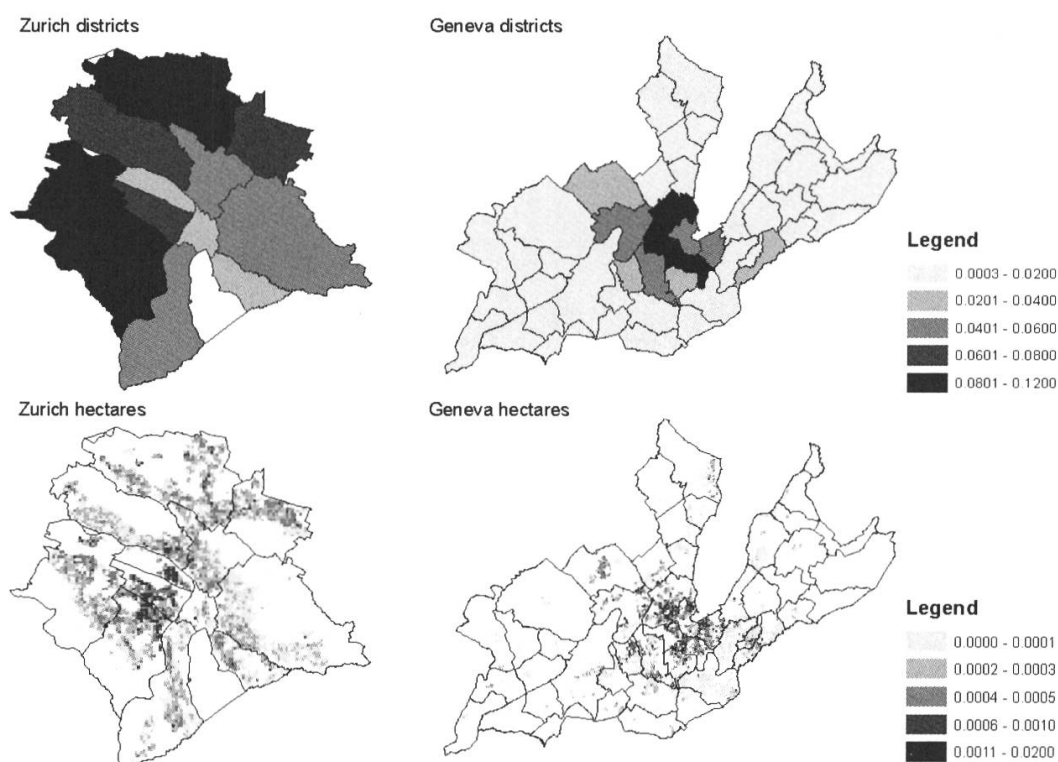 Zurich districts
Geneva districts
Legend
0.0003 - 0.0200
0.0201 - 0.0400
0.0401 - 0.0600
0.0601 - 0.0800
0.0801 - 0.1200
Zurich hectares
Geneva hectares
Legend
0.0000 - 0.0001
0.0002 - 0.0003
0.0004 - 0.0005
0.0006 - 0.0010
0.0011 - 0.0200